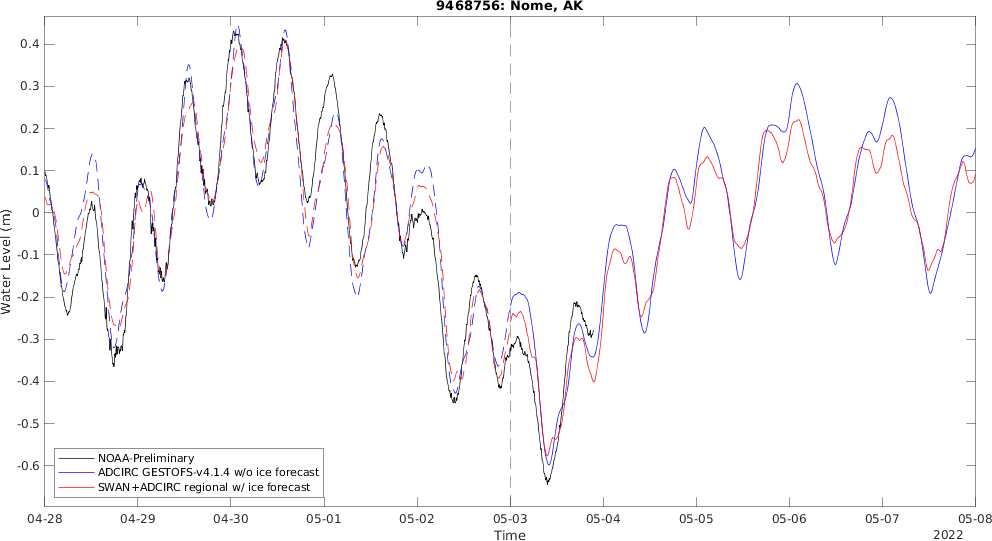 9468756: Nome, AK
Water Level (m)
0.4
0.3
0.2
0.1
0
-0.1
-0.2
-0.3
-0.4
-0.5
-0.6
NOAA-Preliminary
ADCIRC GESTOFS-v4.1.4 w/o ice forecast
SWAN+ADCIRC regional w/ ice forecast
04-28 04-29 04-30 05-01 05-02 05-03 05-04 05-05 05-06 05-07 05-08
Time
2022